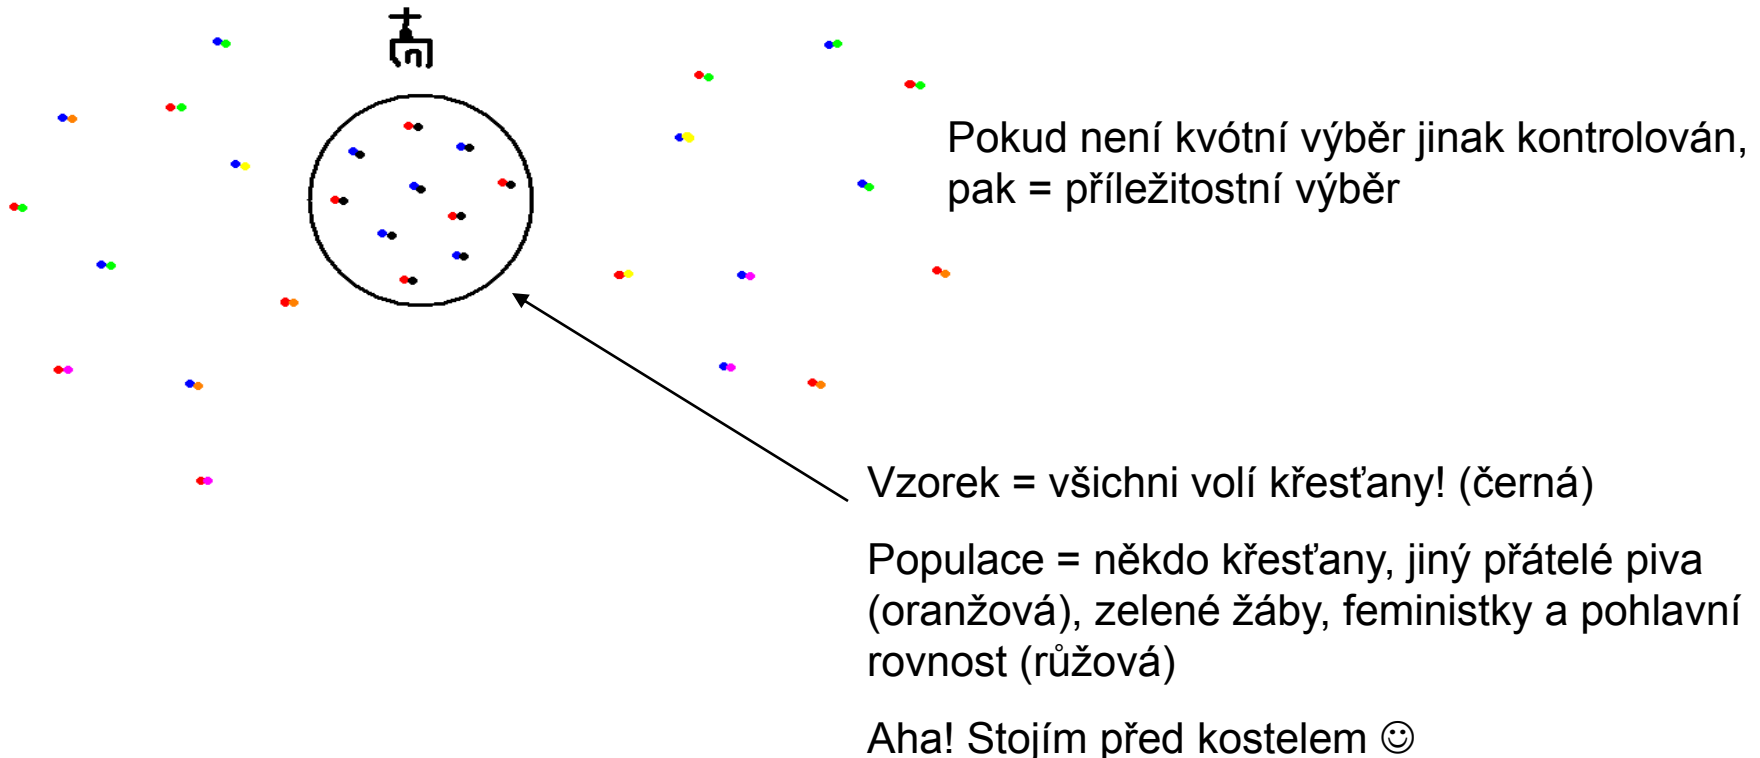 Pokud není kvótní výběr jinak kontrolován,
pak = příležitostní výběr
Vzorek = všichni volí křesťany! (černá)
Populace = někdo křesťany, jiný přátelé piva
(oranžová), zelené žáby, feministky a pohlavní
rovnost (růžová)
Aha! Stojím před kostelem ☺